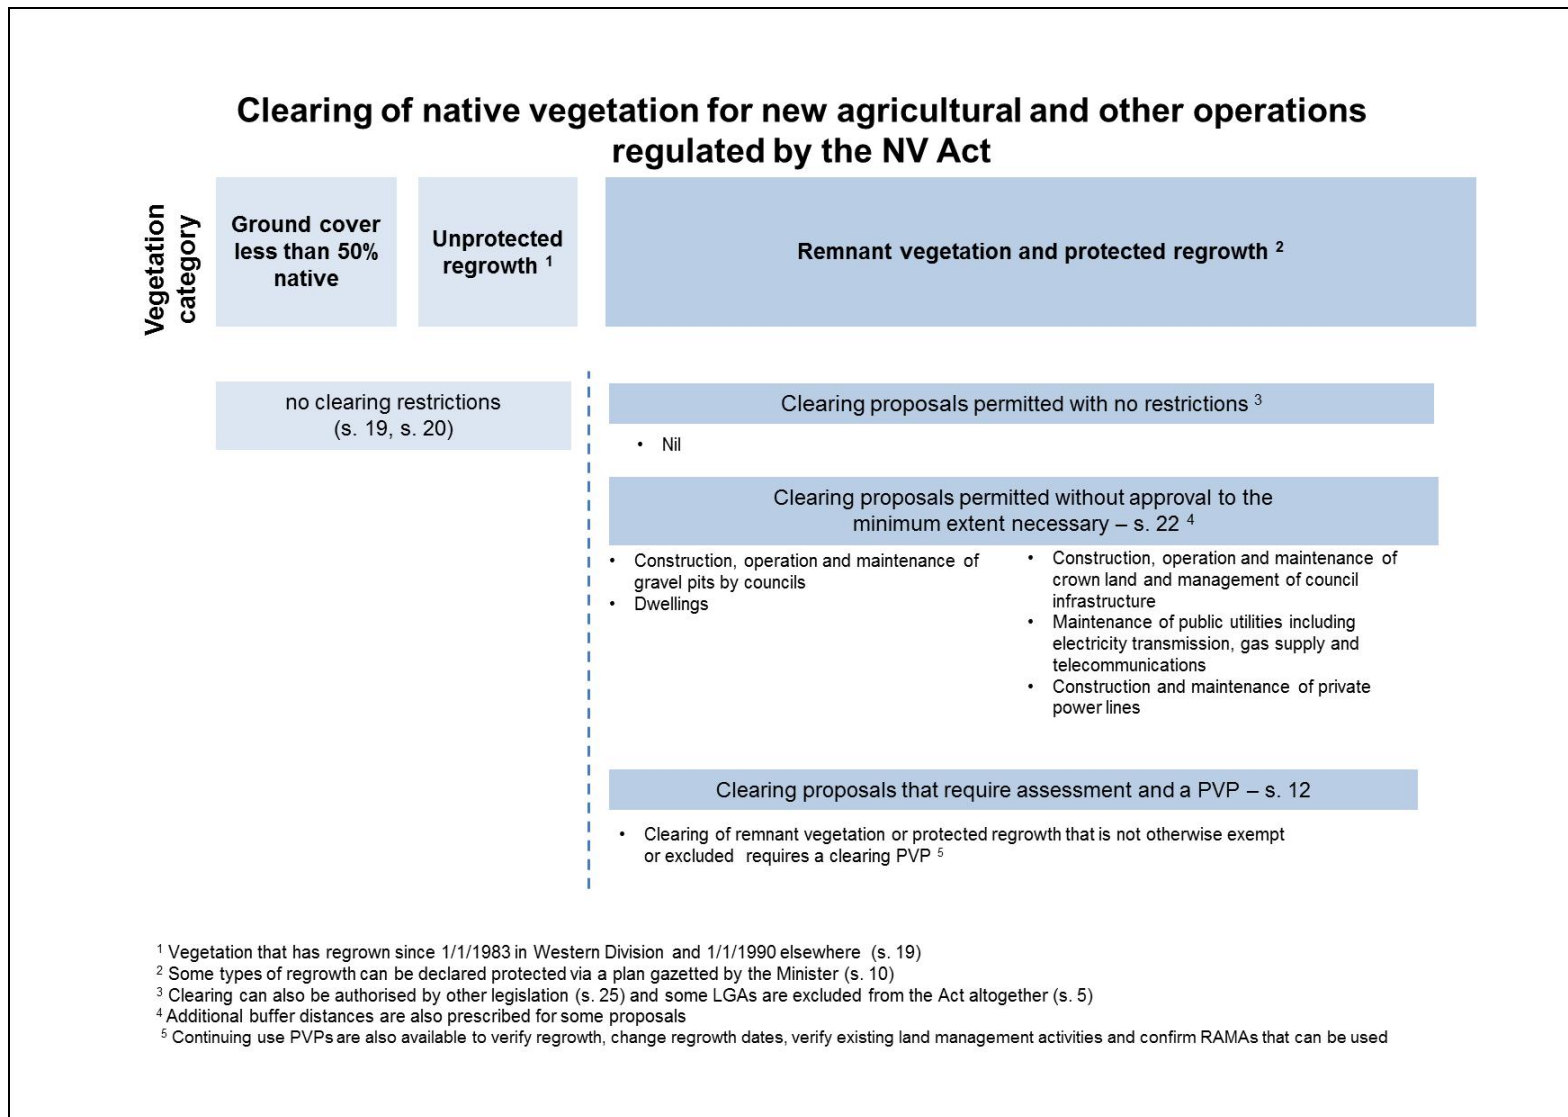 Clearing of native vegetation for new agricultural and other operations
regulated by the NV Act
Vegetation
category
Ground cover
less than 50%
native
Unprotected
regrowth ¹
Remnant vegetation and protected regrowth ²
no clearing restrictions
(s. 19, s. 20)
Clearing proposals permitted with no restrictions ³
• Nil
Clearing proposals permitted without approval to the
minimum extent necessary – s. 22 ⁴
• Construction, operation and maintenance of
gravel pits by councils
• Dwellings
• Construction, operation and maintenance of
crown land and management of council
infrastructure
• Maintenance of public utilities including
electricity transmission, gas supply and
telecommunications
• Construction and maintenance of private
power lines
Clearing proposals that require assessment and a PVP – s. 12
• Clearing of remnant vegetation or protected regrowth that is not otherwise exempt
or excluded requires a clearing PVP ⁵
¹ Vegetation that has regrown since 1/1/1983 in Western Division and 1/1/1990 elsewhere (s. 19)
² Some types of regrowth can be declared protected via a plan gazetted by the Minister (s. 10)
³ Clearing can also be authorised by other legislation (s. 25) and some LGAs are excluded from the Act altogether (s. 5)
⁴ Additional buffer distances are also prescribed for some proposals
⁵ Continuing use PVPs are also available to verify regrowth, change regrowth dates, verify existing land management activities and confirm RAMAs that can be used